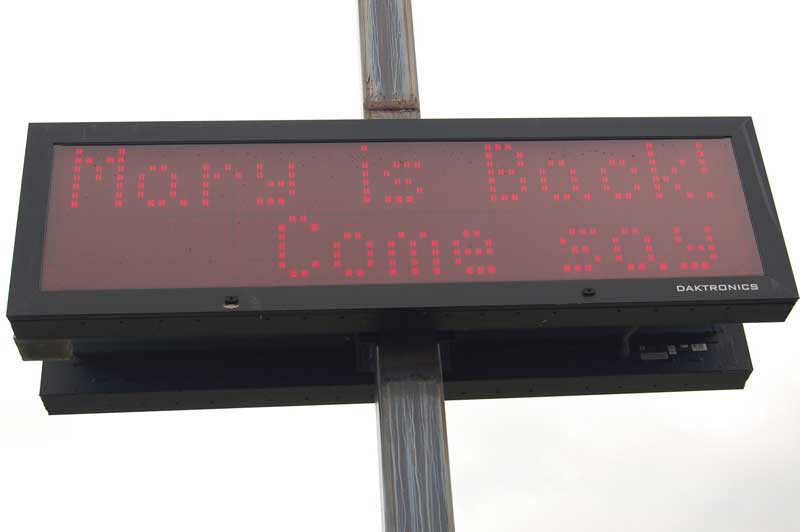 Mary is Back!
Come say
DAKTRONICS